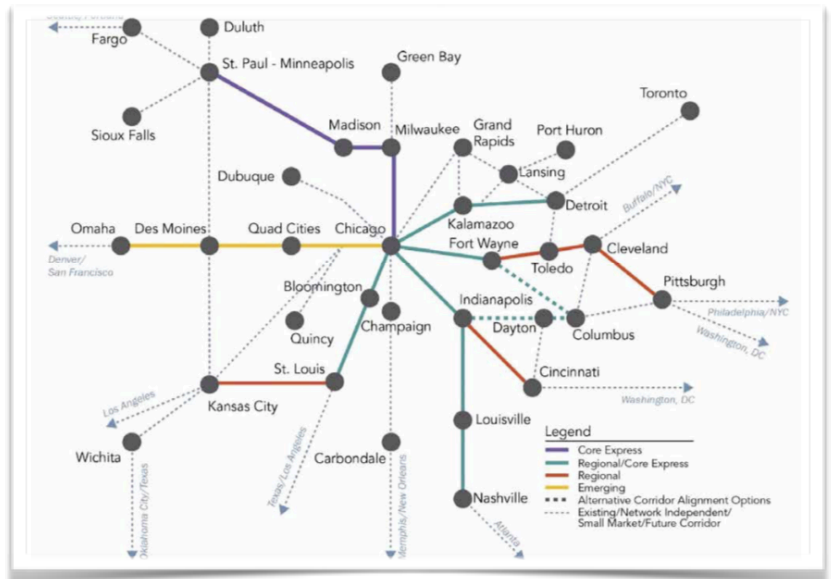 Fargo
Duluth
St. Paul - Minneapolis
Green Bay
Sioux Falls
Madison
Milwaukee
Grand
Rapids
Port Huron
Toronto
Lansing
Dubuque
Kalamazoo
Detroit
Buffalo/NYC
Omaha
Des Moines
Quad Cities
Chicago
Fort Wayne
Toledo
Cleveland
Denver/
San Francisco
Pittsburgh
Bloomington
Indianapolis
Philadelphia/NYC
Quincy
Champaign
Dayton
Columbus
Washington, DC
St. Louis
Cincinnati
Kansas City
Washington, DC
Los Angeles
Louisville
Wichita
Carbondale
Texas/Los Angeles
Oklahoma City/Texas
Memphis/New Orleans
Nashville
Atlanta
Legend
Core Express
Regional/Core Express
Regional
Emerging
Alternative Corridor Alignment Options
Existing/Network Independent/
Small Market/Future Corridor